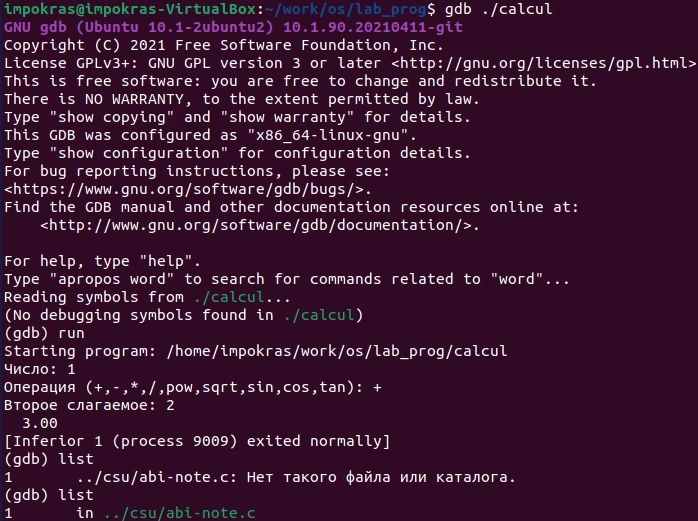 impokras@impokras-VirtualBox:~/work/os/lab_prog$ gdb ./calcul
GNU gdb (Ubuntu 10.1-2ubuntu2) 10.1.90.20210411-git
Copyright (C) 2021 Free Software Foundation, Inc.
License GPLv3+: GNU GPL version 3 or later <http://gnu.org/licenses/gpl.html>
This is free software: you are free to change and redistribute it.
There is NO WARRANTY, to the extent permitted by law.
Type "show copying" and "show warranty" for details.
This GDB was configured as "x86_64-linux-gnu".
Type "show configuration" for configuration details.
For bug reporting instructions, please see:
<https://www.gnu.org/software/gdb/bugs/>.
Find the GDB manual and other documentation resources online at:
    <http://www.gnu.org/software/gdb/documentation/>.

For help, type "help".
Type "apropos word" to search for commands related to "word"...
Reading symbols from ./calcul...
(No debugging symbols found in ./calcul)
(gdb) run
Starting program: /home/impokras/work/os/lab_prog/calcul
Число: 1
Операция (+,-,*,/,pow,sqrt,sin,cos,tan): +
Второе слагаемое: 2
  3.00
[Inferior 1 (process 9009) exited normally]
(gdb) list
1       ../csu/abi-note.c: Нет такого файла или каталога.
(gdb) list
1       in ../csu/abi-note.c